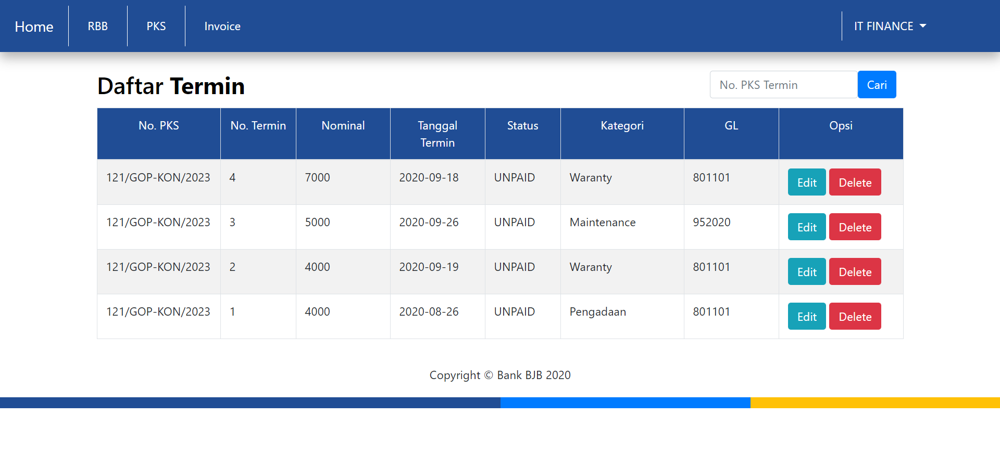 Home RBB PKS Invoice IT FINANCE
Daftar Termin No. PKS Termin Cari
No. PKS No. Termin Nominal Tanggal Termin Status Kategori GL Opsi
121/GOP-KON/2023 4 7000 2020-09-18 UNPAID Waranty 801101 Edit Delete
121/GOP-KON/2023 3 5000 2020-09-26 UNPAID Maintenance 952020 Edit Delete
121/GOP-KON/2023 2 4000 2020-09-19 UNPAID Waranty 801101 Edit Delete
121/GOP-KON/2023 1 4000 2020-08-26 UNPAID Pengadaan 801101 Edit Delete
Copyright © Bank BJB 2020